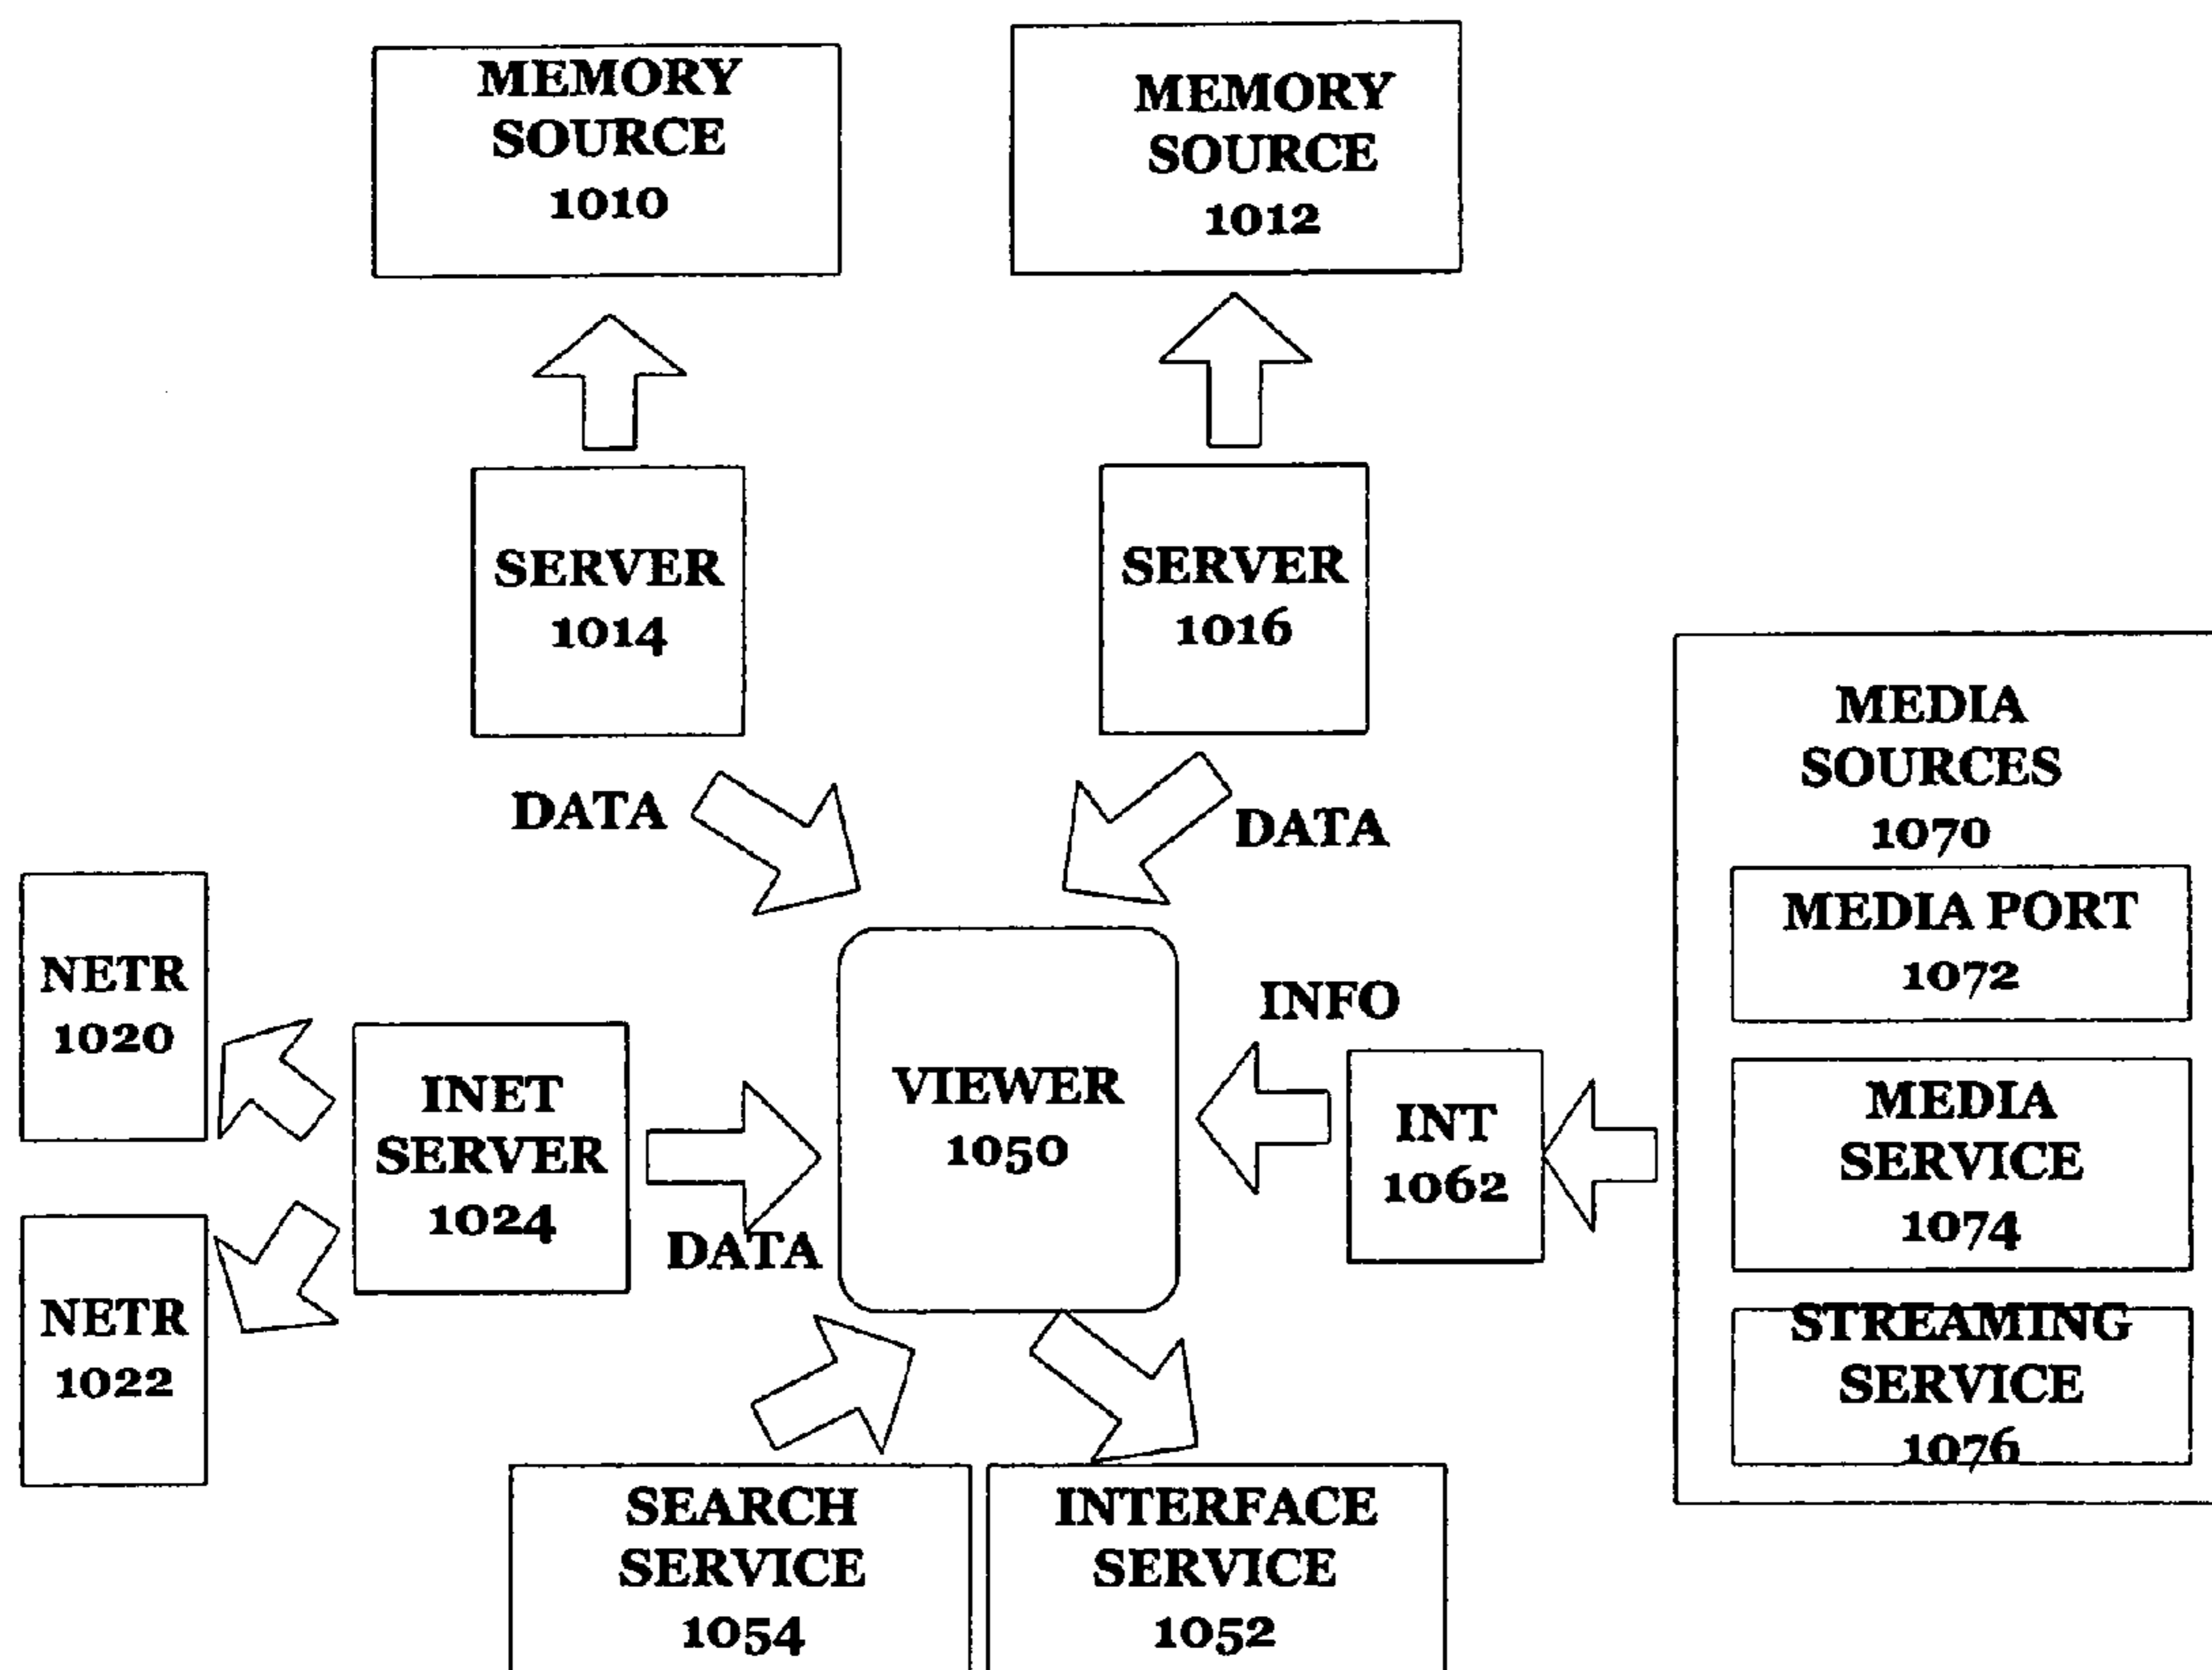 MEMORY
SOURCE
1010
MEMORY
SOURCE
1012
SERVER
1014
SERVER
1016
DATA
DATA
MEDIA
SOURCES
1070
MEDIA PORT
1072
MEDIA
SERVICE
1074
STREAMING
SERVICE
1076
NETR
1020
NETR
1022
INET
SERVER
1024
DATA
VIEWER
1050
INFO
INT
1062
SEARCH
SERVICE
1054
INTERFACE
SERVICE
1052